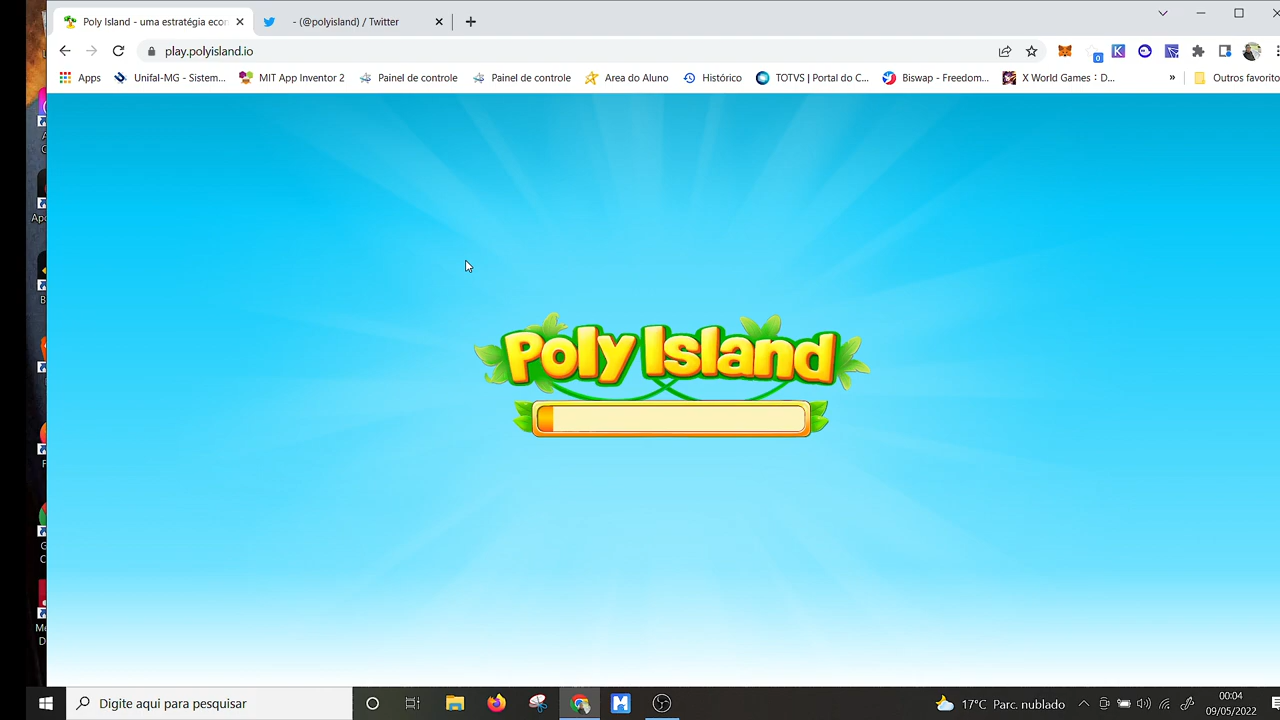 Poly Island - uma estratégia econ
- (@polyisland) / Twitter
play.polyisland.io
0
Apps
Unifal-MG - Sistem...
MIT App Inventor 2
Painel de controle
Painel de controle
Area do Aluno
Histórico
TOTVS | Portal do C...
Biswap - Freedom...
X World Games : D...
»
Outros favorito
Poly Island
Digite aqui para pesquisar
17°C Parc. nublado
00:04
09/05/2022